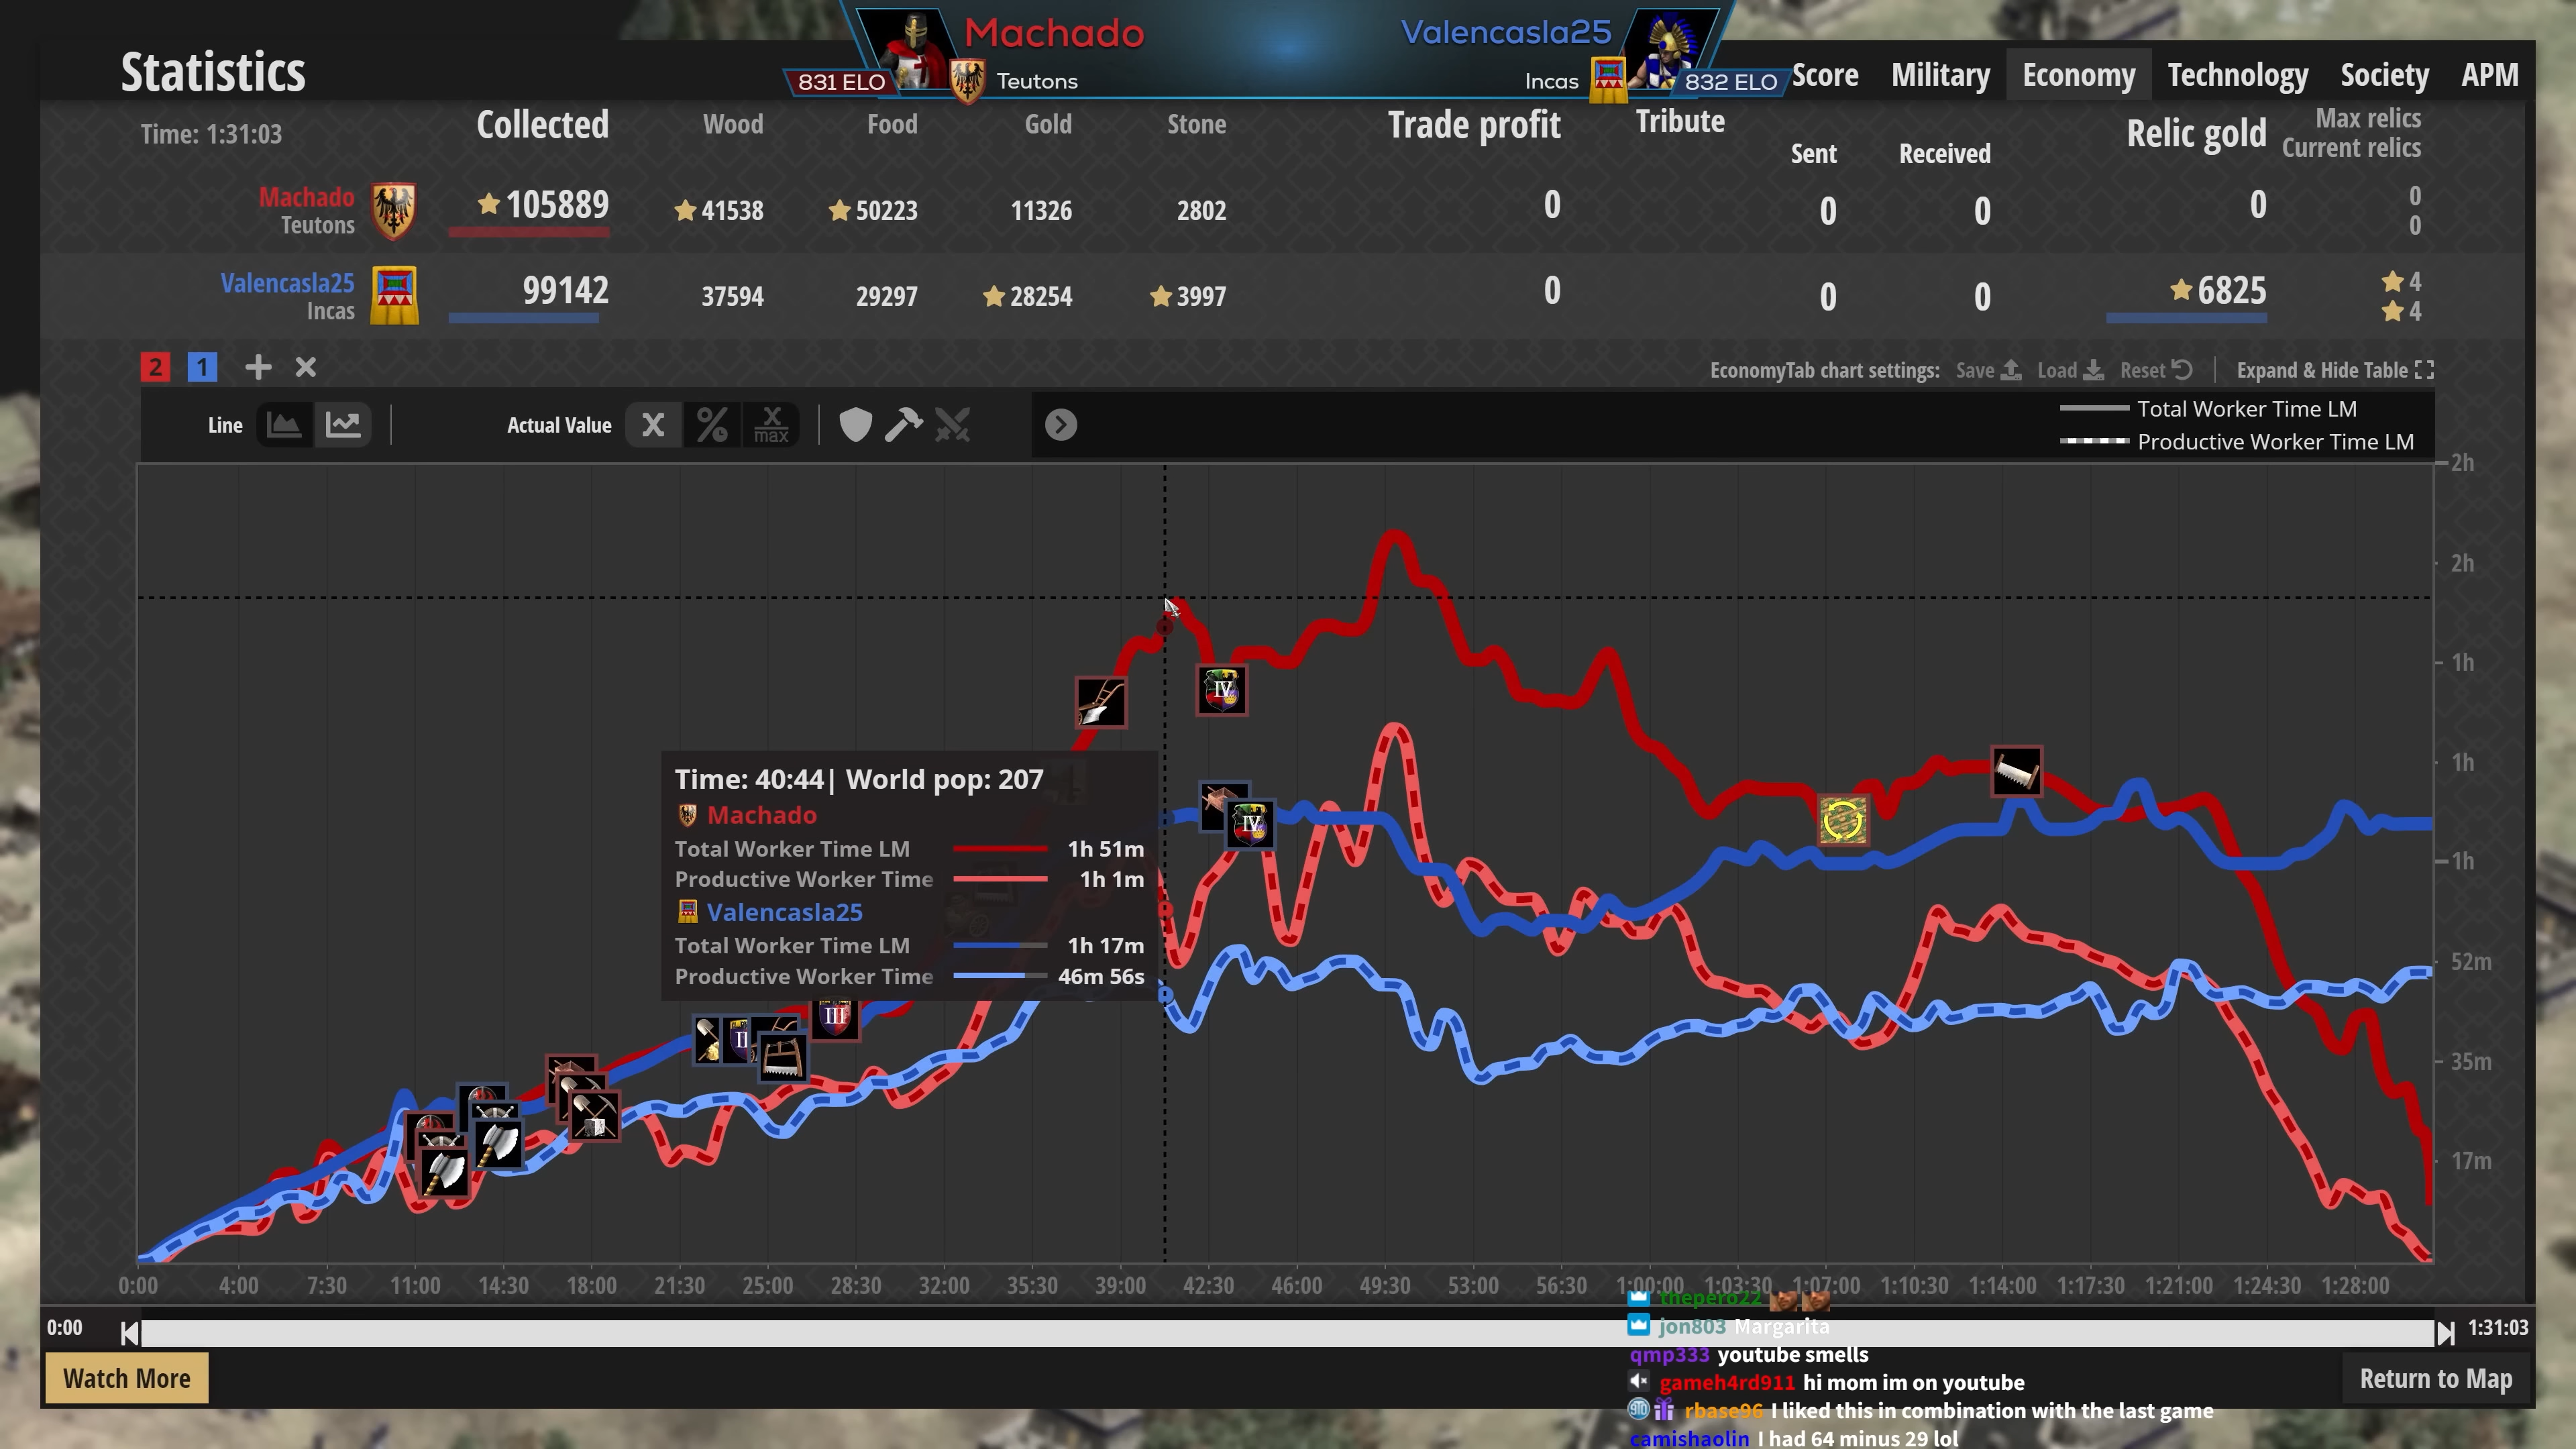 Machado
Valencasla25
831 ELO
Teutons
Incas
832 ELO
Statistics
Score
Military
Economy
Technology
Society
APM
Time: 1:31:03
Collected
Wood
Food
Gold
Stone
Trade profit
Tribute
Sent
Received
Relic gold
Max relics
Current relics
Machado
Teutons
105889
41538
50223
11326
2802
0
0
0
0
0
0
Valencasla25
Incas
99142
37594
29297
28254
3997
0
0
0
6825
4
4
2
1
EconomyTab chart settings:
Save
Load
Reset
Expand & Hide Table
Line
Actual Value
X
%
X
max
Total Worker Time LM
Productive Worker Time LM
2h
2h
1h
1h
1h
52m
35m
17m
IV
IV
III
II
Time: 40:44| World pop: 207
Machado
Total Worker Time LM 1h 51m
Productive Worker Time 1h 1m
Valencasla25
Total Worker Time LM 1h 17m
Productive Worker Time 46m 56s
0:00 4:00 7:30 11:00 14:30 18:00 21:30 25:00 28:30 32:00 35:30 39:00 42:30 46:00 49:30 53:00 56:30 1:00:00 1:03:30 1:07:00 1:10:30 1:14:00 1:17:30 1:21:00 1:24:30 1:28:00
0:00
1:31:03
Watch More
Return to Map
thepero22
jon803 Margarita
qmp333 youtube smells
gameh4rd911 hi mom im on youtube
rbase96 I liked this in combination with the last game
camishaolin I had 64 minus 29 lol